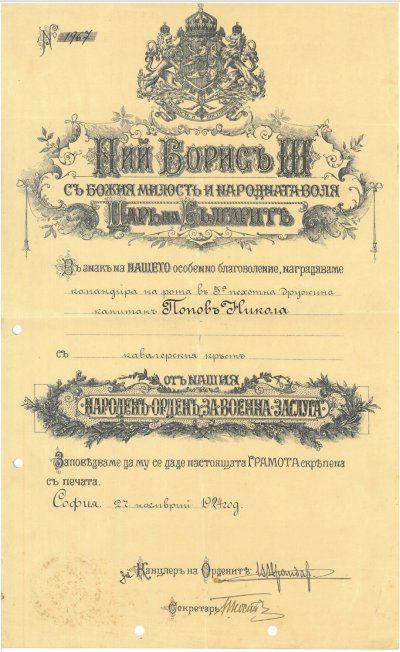 № 1967
НИЙ БОРИСЪ III
СЪ БОЖИЯ МИЛОСТЬ И НАРОДНАТА ВОЛЯ
ЦАРЬ НА БЪЛГАРИТѢ
Въ знакъ на НАШЕТО особенно благоволение, награждаваме
командира на рота въ 5а пехотна дружина
капитанъ Поповъ Никола
съ кавалерския кръстъ
ОТЪ НАШИЯ
НАРОДЕНЪ ОРДЕНЪ ЗА ВОЕННА ЗАСЛУГА
Заповѣдваме да му се даде настоящата ГРАМОТА скрѣпена
съ печата.
София, 27 ноемврий 1924 год.
за Канцлеръ на Орденитѣ:
Секретарь: